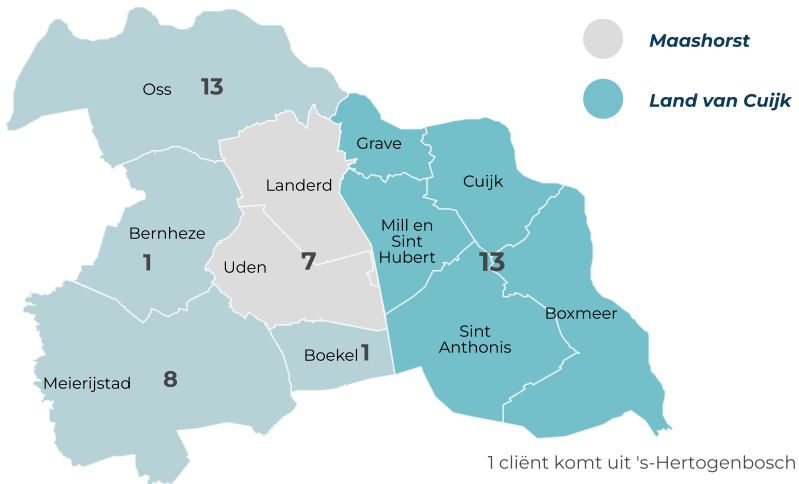 Maashorst
Land van Cuijk
Oss 13
Grave
Landerd
Cuijk
Bernheze
1
Mill en
Sint
Hubert
Uden
7
13
Boxmeer
Sint
Anthonis
Boekel 1
Meierijstad 8
1 cliënt komt uit 's-Hertogenbosch